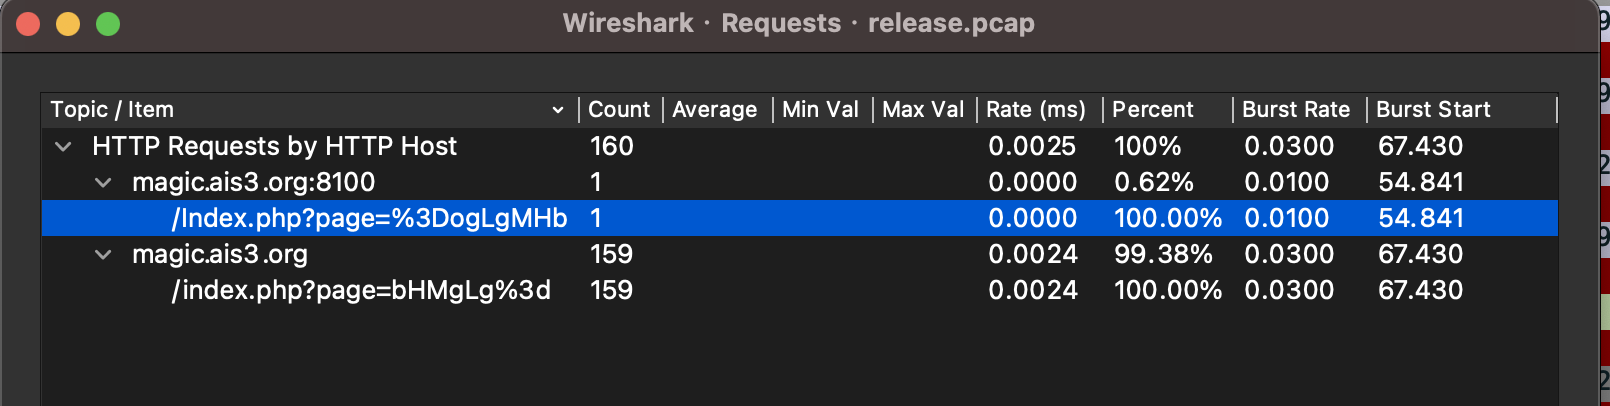 Wireshark · Requests · release.pcap
Topic / Item Count Average Min Val Max Val Rate (ms) Percent Burst Rate Burst Start
HTTP Requests by HTTP Host 160 0.0025 100% 0.0300 67.430
magic.ais3.org:8100 1 0.0000 0.62% 0.0100 54.841
/Index.php?page=%3DogLgMHb 1 0.0000 100.00% 0.0100 54.841
magic.ais3.org 159 0.0024 99.38% 0.0300 67.430
/index.php?page=bHMgLg%3d 159 0.0024 100.00% 0.0300 67.430